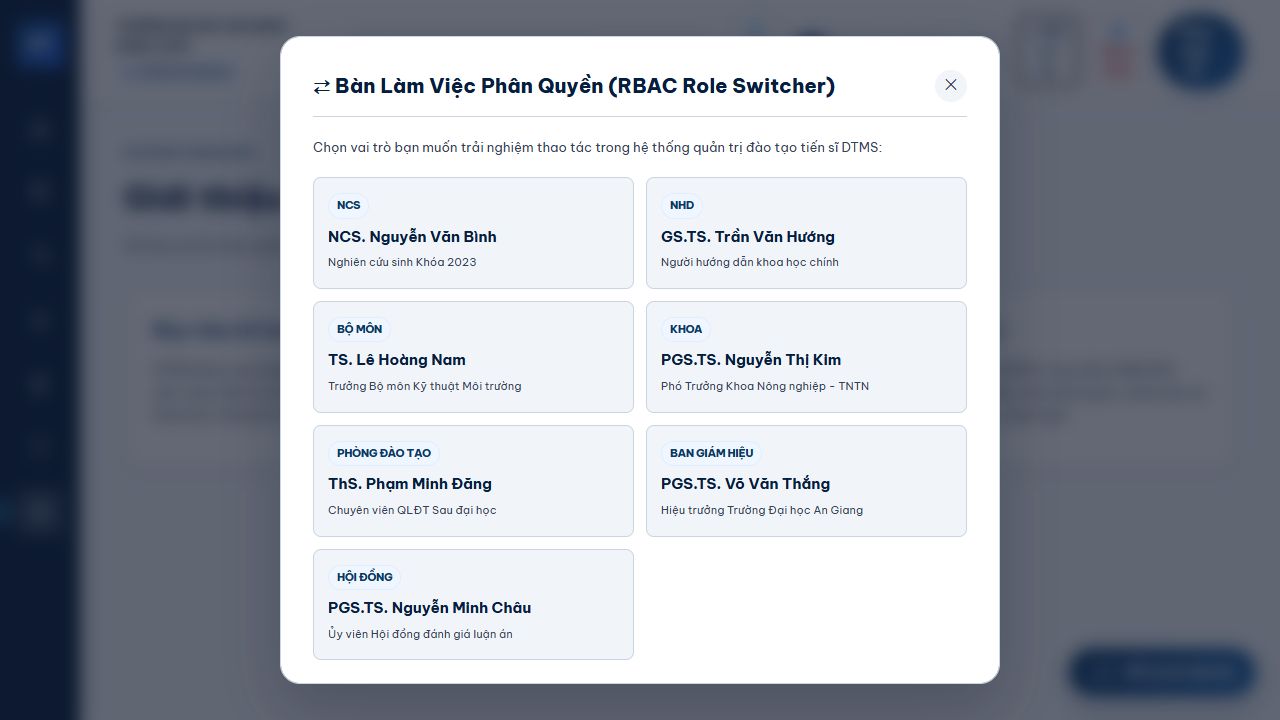 ⇄ Bàn Làm Việc Phân Quyền (RBAC Role Switcher)
Chọn vai trò bạn muốn trải nghiệm thao tác trong hệ thống quản trị đào tạo tiến sĩ DTMS:
NCS
NCS. Nguyễn Văn Bình
Nghiên cứu sinh Khóa 2023
NHD
GS.TS. Trần Văn Hướng
Người hướng dẫn khoa học chính
BỘ MÔN
TS. Lê Hoàng Nam
Trưởng Bộ môn Kỹ thuật Môi trường
KHOA
PGS.TS. Nguyễn Thị Kim
Phó Trưởng Khoa Nông nghiệp - TNTN
PHÒNG ĐÀO TẠO
ThS. Phạm Minh Đăng
Chuyên viên QLĐT Sau đại học
BAN GIÁM HIỆU
PGS.TS. Võ Văn Thắng
Hiệu trưởng Trường Đại học An Giang
HỘI ĐỒNG
PGS.TS. Nguyễn Minh Châu
Ủy viên Hội đồng đánh giá luận án